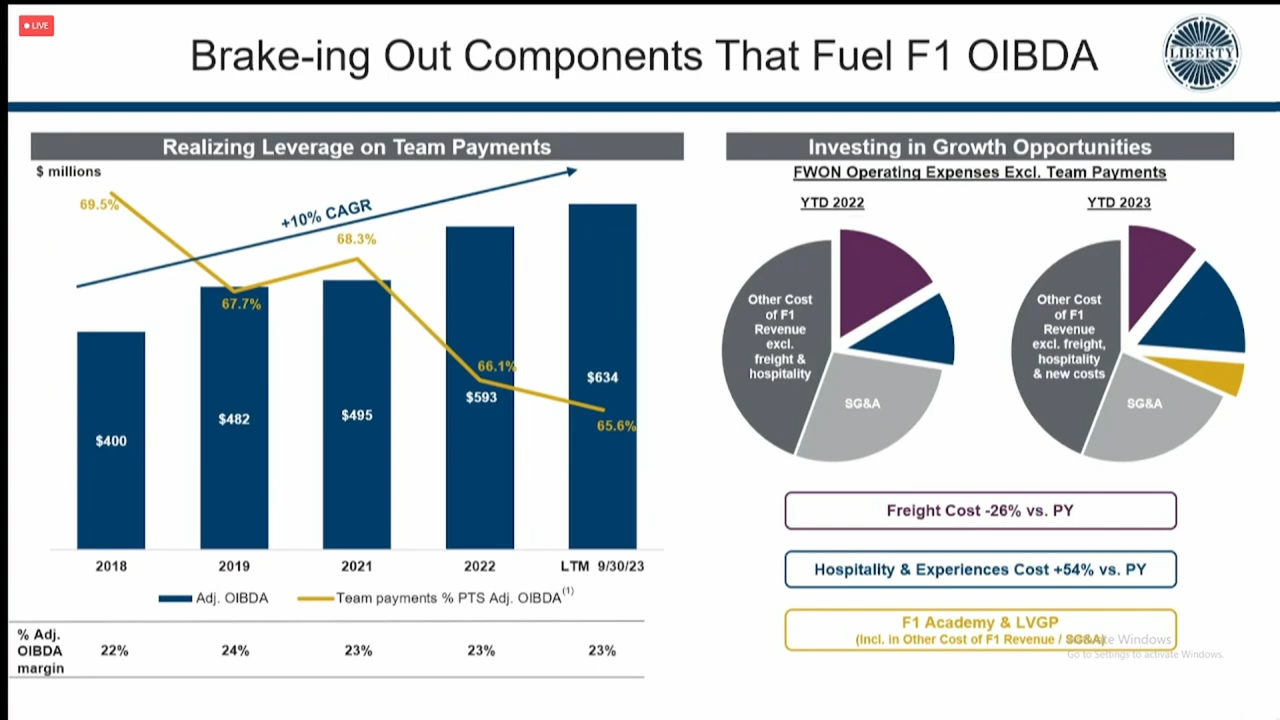 LIVE
Brake-ing Out Components That Fuel F1 OIBDA
LIBERTY
Realizing Leverage on Team Payments
$ millions
69.5%
+10% CAGR
68.3%
67.7%
66.1%
65.6%
$400
$482
$495
$593
$634
2018
2019
2021
2022
LTM 9/30/23
Adj. OIBDA
Team payments % PTS Adj. OIBDA(1)
% Adj.
OIBDA
margin
22%
24%
23%
23%
23%
Investing in Growth Opportunities
FWON Operating Expenses Excl. Team Payments
YTD 2022
YTD 2023
Other Cost
of F1
Revenue
excl.
freight &
hospitality
SG&A
Other Cost
of F1
Revenue
excl. freight,
hospitality
& new costs
SG&A
Freight Cost -26% vs. PY
Hospitality & Experiences Cost +54% vs. PY
F1 Academy & LVGP
(Incl. in Other Cost of F1 Revenue / SG&A)
Activate Windows
Go to Settings to activate Windows.